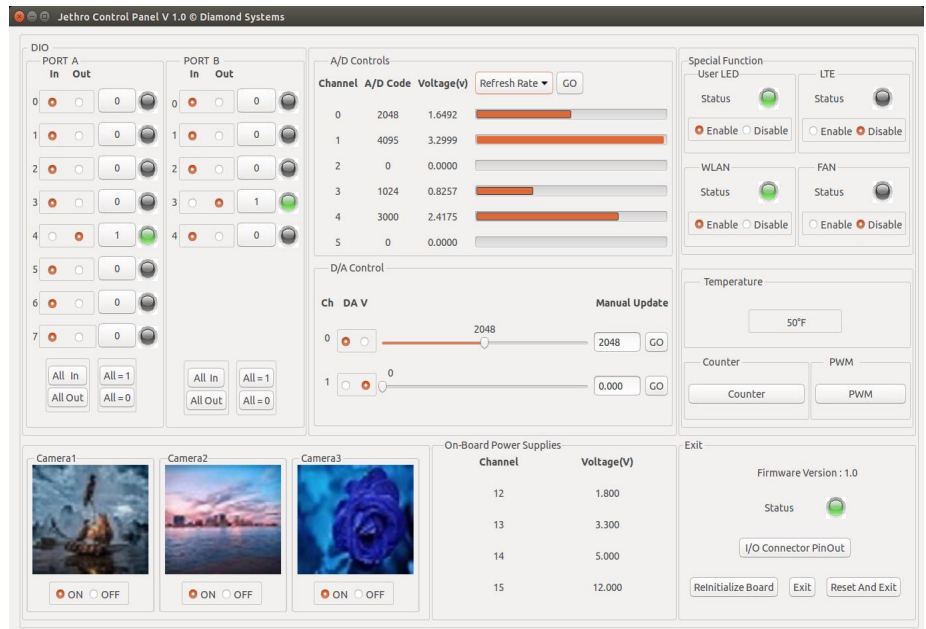 Jethro Control Panel V 1.0 © Diamond Systems
DIO
PORT A
In Out
0 0
1 0
2 0
3 0
4 1
5 0
6 0
7 0
All In All = 1
All Out All = 0
PORT B
In Out
0 0
1 0
2 0
3 1
4 0
All In All = 1
All Out All = 0
A/D Controls
Channel A/D Code Voltage(v) Refresh Rate GO
0 2048 1.6492
1 4095 3.2999
2 0 0.0000
3 1024 0.8257
4 3000 2.4175
5 0 0.0000
D/A Control
Ch DA V Manual Update
0 2048 2048 GO
1 0 0.000 GO
Special Function
User LED
Status
Enable Disable
LTE
Status
Enable Disable
WLAN
Status
Enable Disable
FAN
Status
Enable Disable
Temperature
50°F
Counter
Counter
PWM
PWM
Camera1
ON OFF
Camera2
ON OFF
Camera3
ON OFF
On-Board Power Supplies
Channel Voltage(V)
12 1.800
13 3.300
14 5.000
15 12.000
Exit
Firmware Version : 1.0
Status
I/O Connector PinOut
ReInitialize Board Exit Reset And Exit